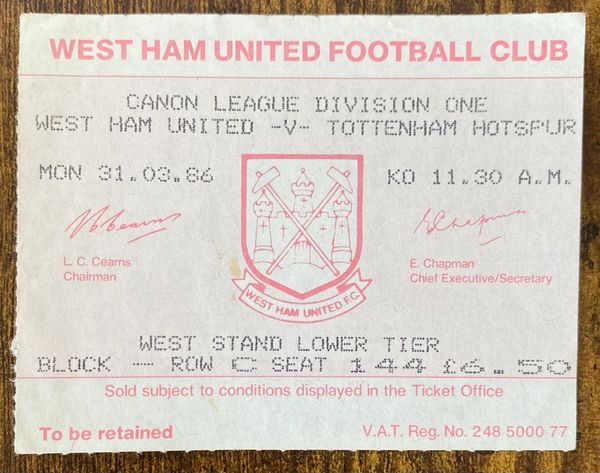 WEST HAM UNITED FOOTBALL CLUB
CANON LEAGUE DIVISION ONE
WEST HAM UNITED -V- TOTTENHAM HOTSPUR
MON 31.03.86 KO 11.30 A.M.
L. C. Cearns
Chairman
E. Chapman
Chief Executive/Secretary
WEST HAM UNITED F.C.
WEST STAND LOWER TIER
BLOCK - ROW C SEAT 144 £6.50
Sold subject to conditions displayed in the Ticket Office
To be retained V.A.T. Reg. No. 248 5000 77